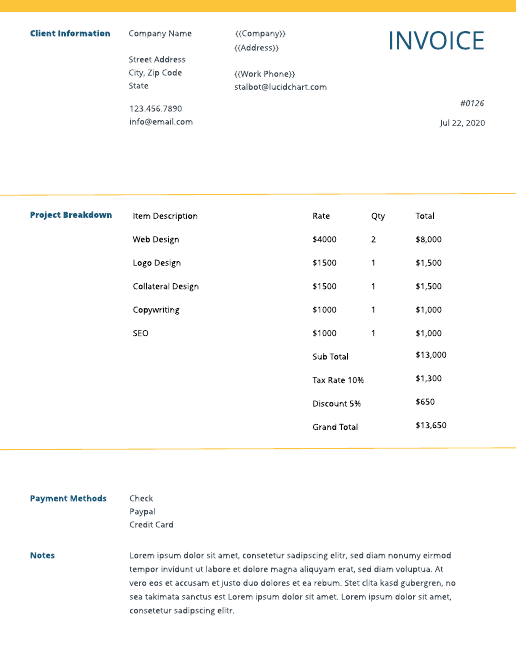 Client Information Company Name {{Company}} INVOICE
{{Address}}
Street Address
City, Zip Code {{Work Phone}}
State stalbot@lucidchart.com
#0126
123.456.7890
info@email.com Jul 22, 2020
Project Breakdown Item Description Rate Qty Total
Web Design $4000 2 $8,000
Logo Design $1500 1 $1,500
Collateral Design $1500 1 $1,500
Copywriting $1000 1 $1,000
SEO $1000 1 $1,000
Sub Total $13,000
Tax Rate 10% $1,300
Discount 5% $650
Grand Total $13,650
Payment Methods Check
Paypal
Credit Card
Notes Lorem ipsum dolor sit amet, consetetur sadipscing elitr, sed diam nonumy eirmod
tempor invidunt ut labore et dolore magna aliquyam erat, sed diam voluptua. At
vero eos et accusam et justo duo dolores et ea rebum. Stet clita kasd gubergren, no
sea takimata sanctus est Lorem ipsum dolor sit amet. Lorem ipsum dolor sit amet,
consetetur sadipscing elitr.